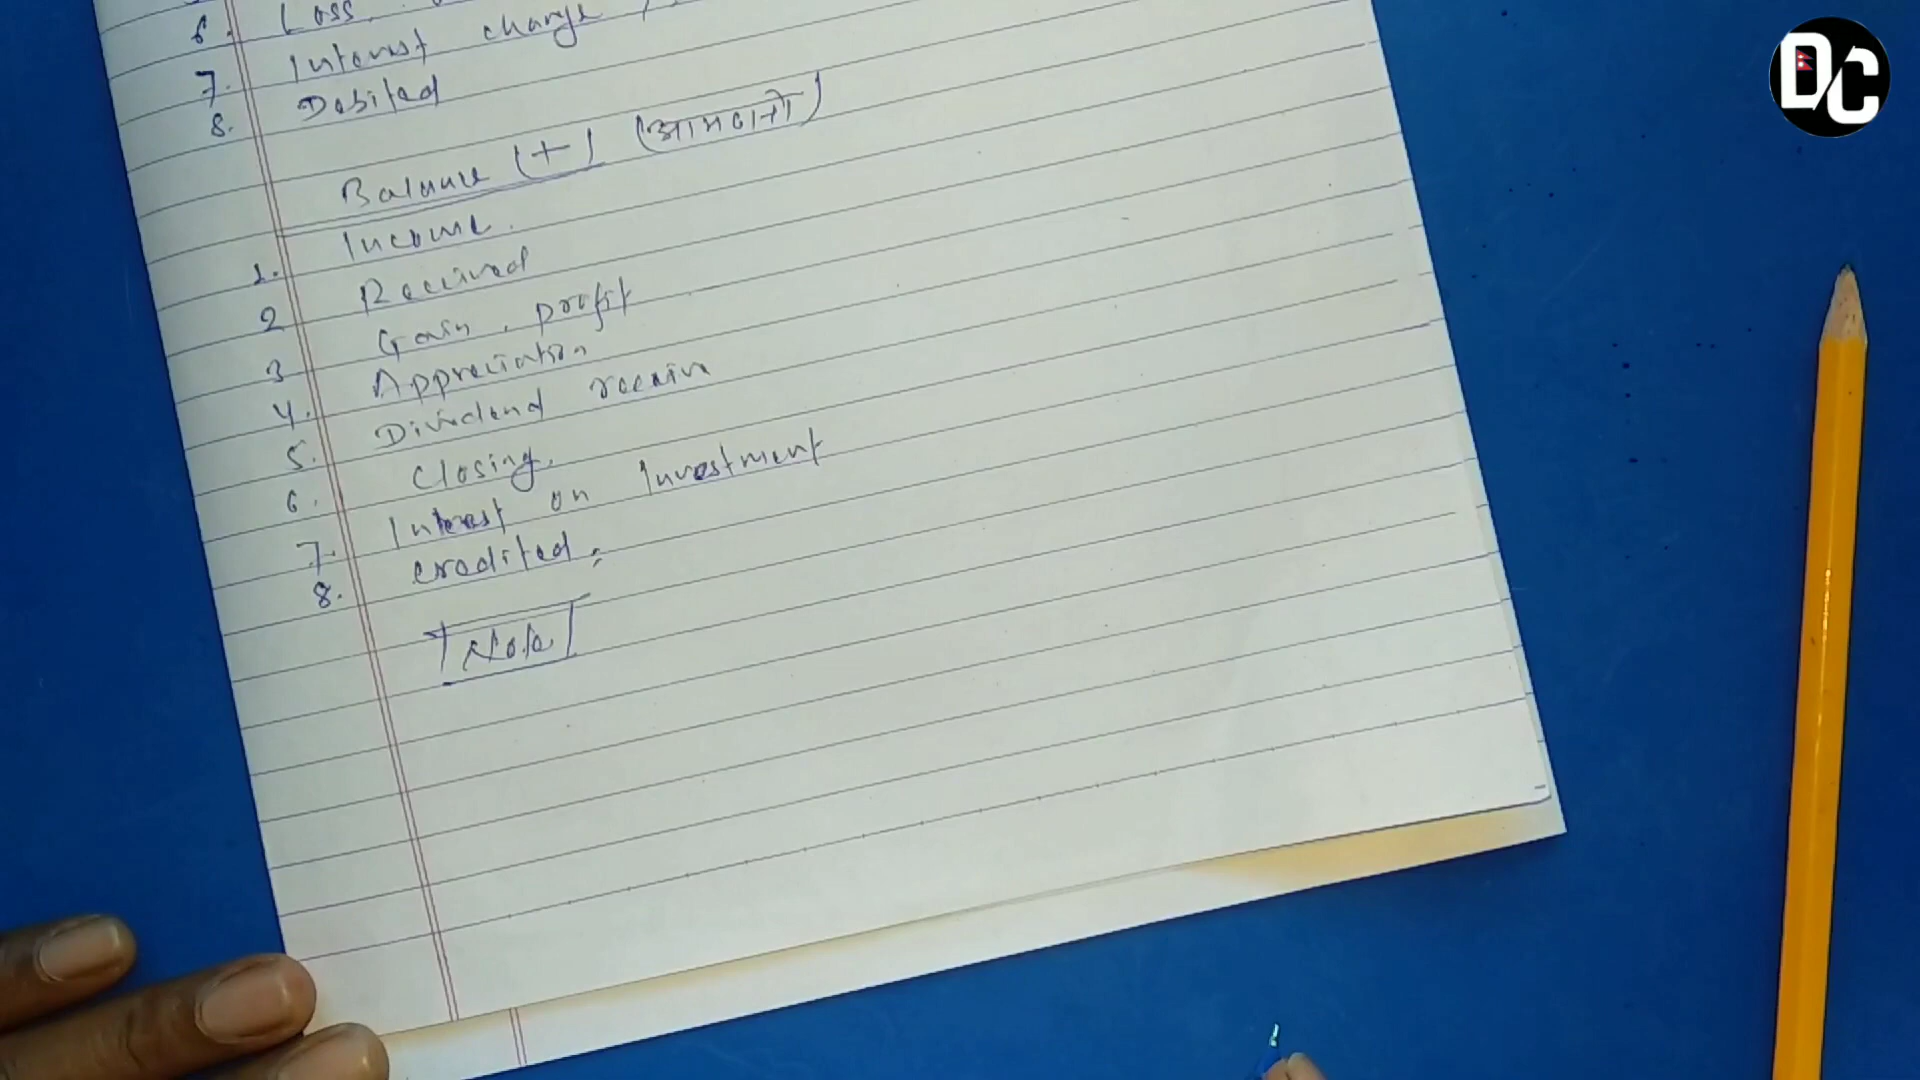 6. Loss
7. Interest charge
8. Debited
Balance (+) (आमदानी)
1. Income.
2 Received
3 Gain, profit
4. Appreciation
5. Dividend receive
6. Closing.
7. Interest on Investment
8. credited.
Note
DC